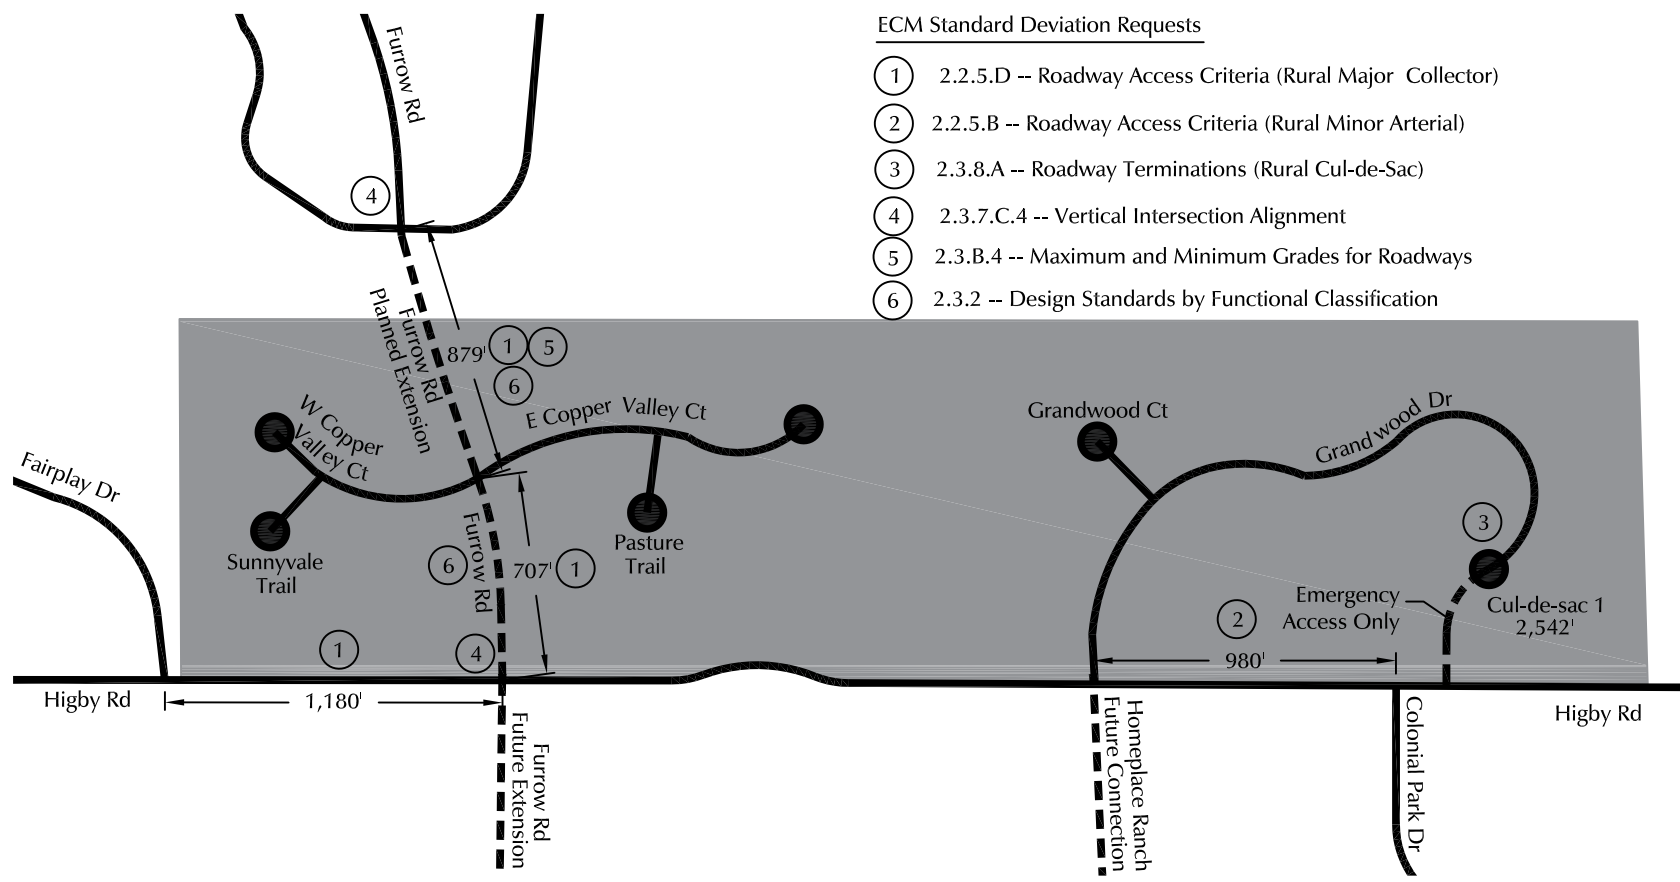 ECM Standard Deviation Requests
1 2.2.5.D -- Roadway Access Criteria (Rural Major Collector)
2 2.2.5.B -- Roadway Access Criteria (Rural Minor Arterial)
3 2.3.8.A -- Roadway Terminations (Rural Cul-de-Sac)
4 2.3.7.C.4 -- Vertical Intersection Alignment
5 2.3.B.4 -- Maximum and Minimum Grades for Roadways
6 2.3.2 -- Design Standards by Functional Classification
Furrow Rd
4
Furrow Rd
Planned Extension
879'
1
5
6
W Copper
Valley Ct
E Copper Valley Ct
Grandwood Ct
Grandwood Dr
Fairplay Dr
Sunnyvale
Trail
Furrow Rd
6
707'
1
Pasture
Trail
3
Emergency
Access Only
Cul-de-sac 1
2,542'
2
1
4
980'
Higby Rd
1,180'
Higby Rd
Furrow Rd
Future Extension
Homeplace Ranch
Future Connection
Colonial Park Dr